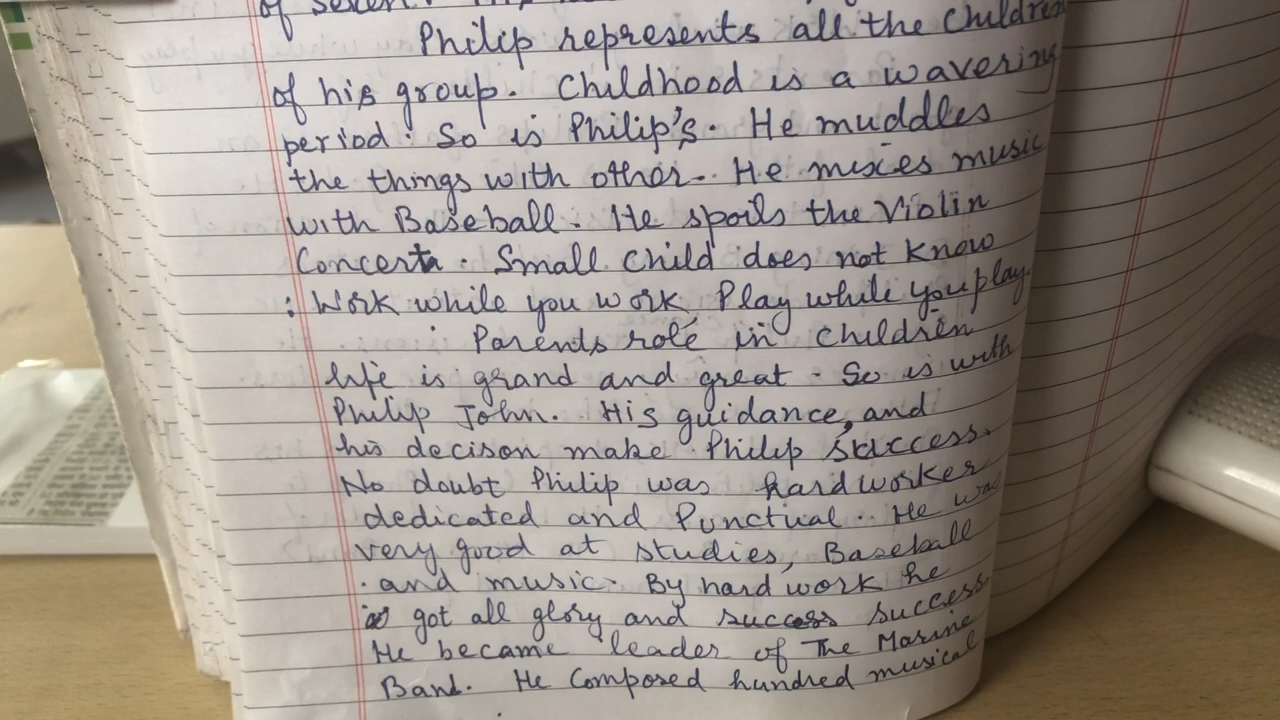 of seven.
Philip represents all the Children
of his group. Childhood is a wavering
period. So is Philip's. He muddles
the things with other. He mixes music
with Baseball. He spoils the Violin
Concerta. Small Child does not know
: Work while you work, Play while you play.
Parents role in Children
life is grand and great. So is with
Philip John. His guidance, and
his decison make Philip success.
No doubt Philip was hardworker
dedicated and Punctual. He was
very good at studies, Baseball
and music. By hard work he
got all glory and success success.
He became leader of The Marine
Band. He Composed hundred musical